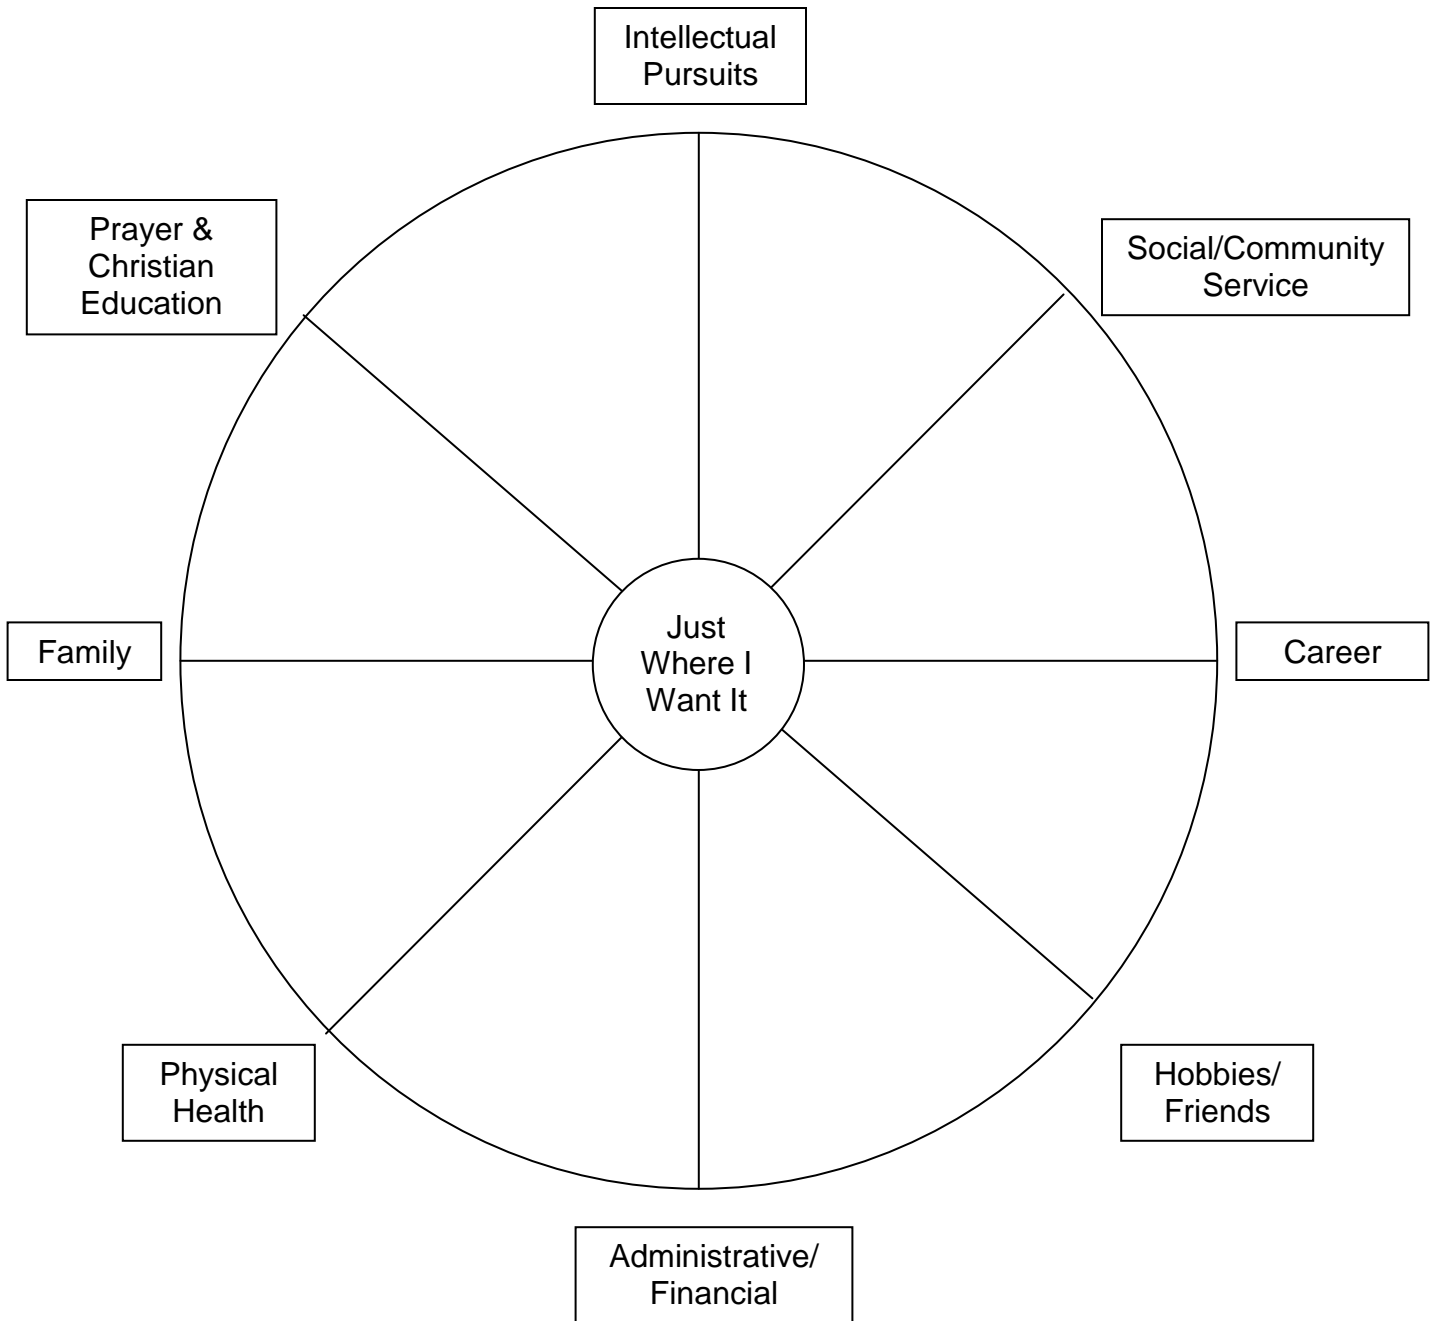 Intellectual
Pursuits
Prayer &
Christian
Education
Social/Community
Service
Family
Just
Where I
Want It
Career
Physical
Health
Hobbies/
Friends
Administrative/
Financial